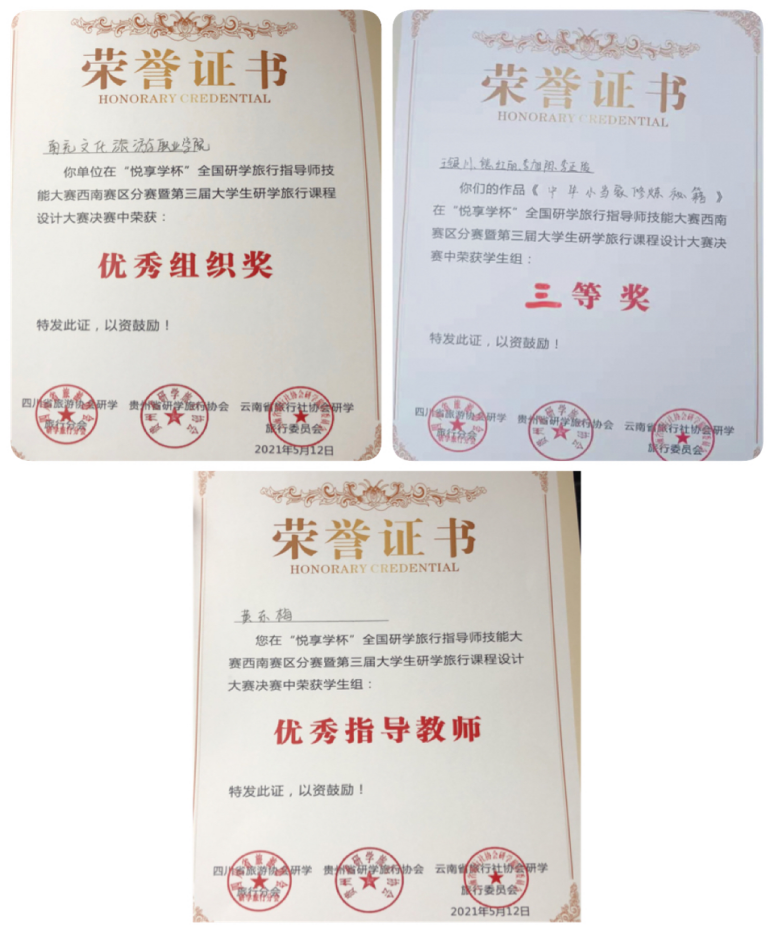 荣誉证书
HONORARY CREDENTIAL
南充文化旅游职业学院
你单位在“悦享学杯”全国研学旅行指导师技
能大赛西南赛区分赛暨第三届大学生研学旅行课程
设计大赛决赛中荣获：
优秀组织奖
特发此证，以资鼓励！
四川省旅游协会研学 贵州省研学旅行协会 云南省旅行社协会研学
旅行分会 旅行委员会
2021年5月12日
荣誉证书
HONORARY CREDENTIAL
你们的作品《中华小当家修炼秘籍》
在“悦享学杯”全国研学旅行指导师技能大赛西南
赛区分赛暨第三届大学生研学旅行课程设计大赛决
赛中荣获学生组：
三等奖
特发此证，以资鼓励！
四川省旅游协会研学 贵州省研学旅行协会 云南省旅行社协会研学
旅行分会 旅行委员会
荣誉证书
HONORARY CREDENTIAL
黄东梅
您在“悦享学杯”全国研学旅行指导师技能大
赛西南赛区分赛暨第三届大学生研学旅行课程设计
大赛决赛中荣获学生组：
优秀指导教师
特发此证，以资鼓励！
四川省旅游协会研学 贵州省研学旅行协会 云南省旅行社协会研学
旅行分会 旅行委员会
2021年5月12日